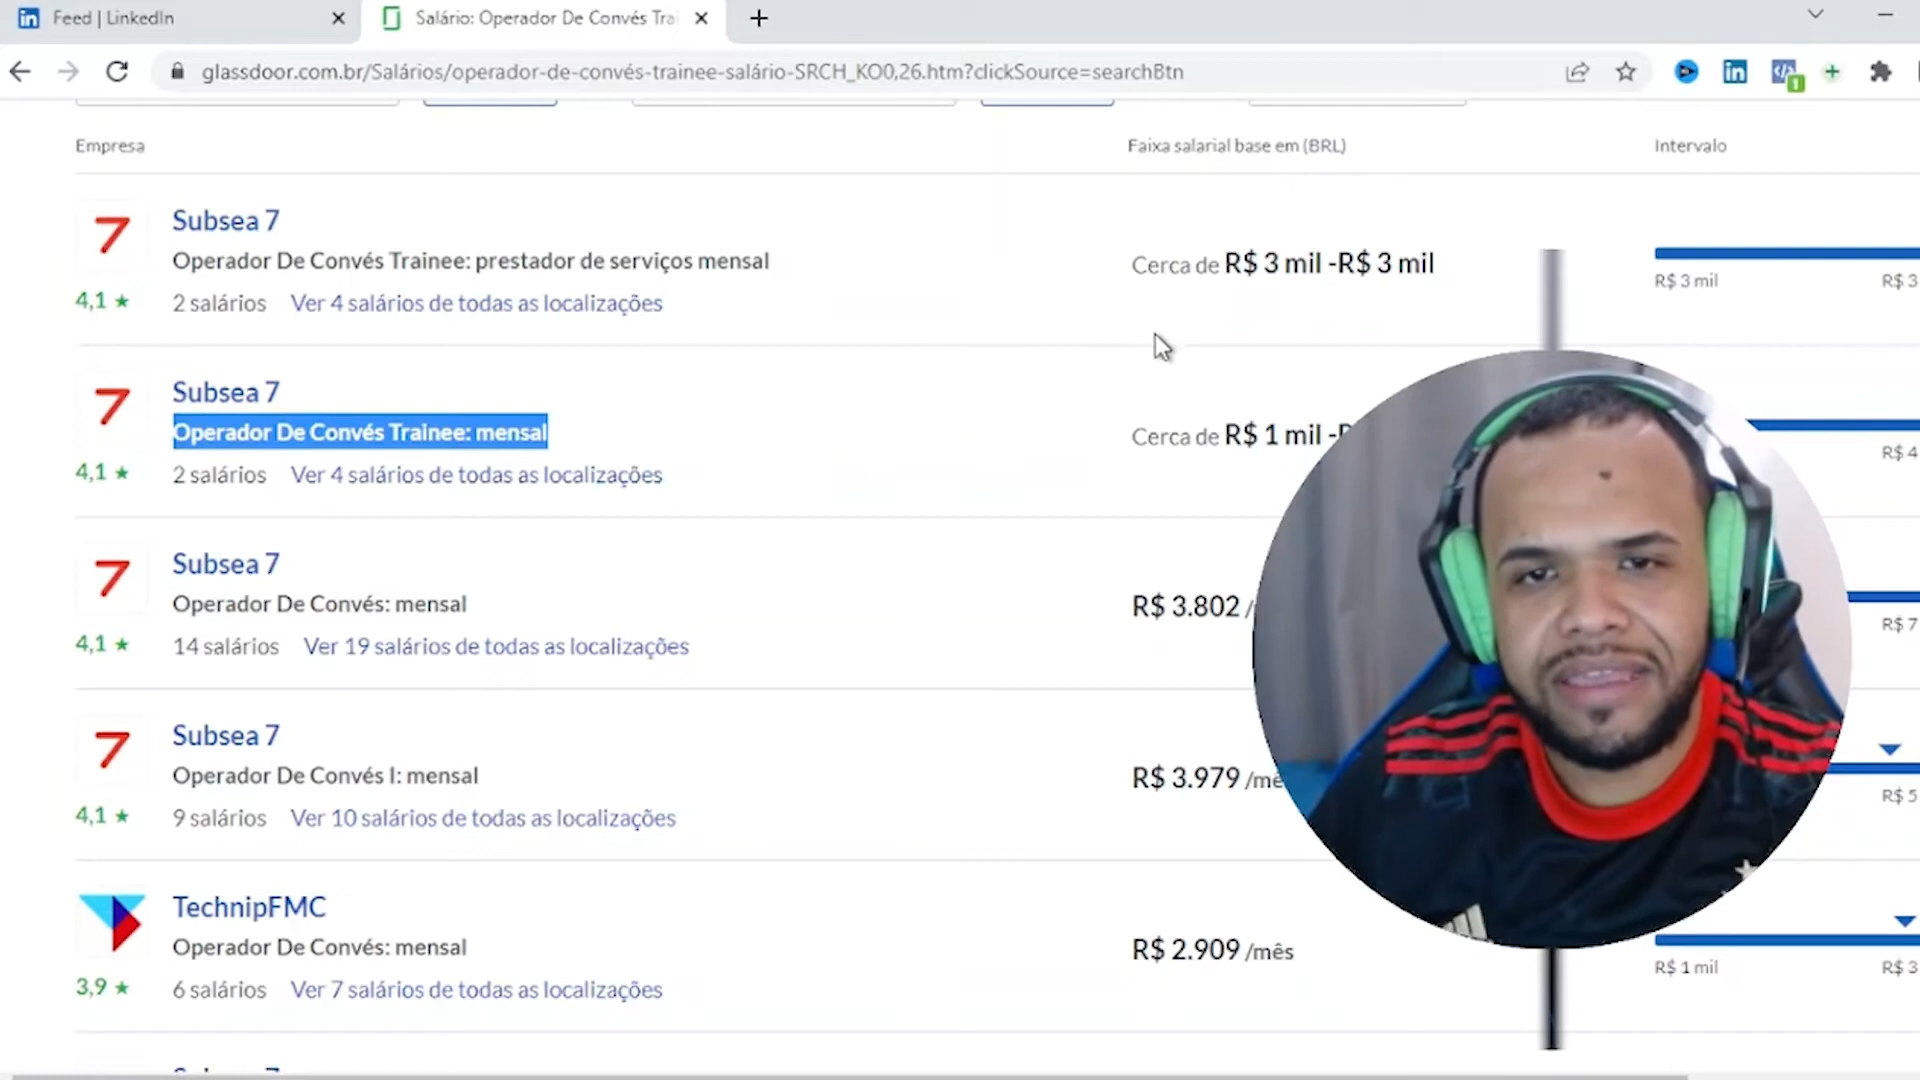 Feed | LinkedIn
Salário: Operador De Convés Tra
glassdoor.com.br/Salários/operador-de-convés-trainee-salário-SRCH_KO0,26.htm?clickSource=searchBtn
Empresa
Faixa salarial base em (BRL)
Intervalo
Subsea 7
Operador De Convés Trainee: prestador de serviços mensal
Cerca de R$ 3 mil -R$ 3 mil
R$ 3 mil
R$ 3
4,1 ★ 2 salários Ver 4 salários de todas as localizações
Subsea 7
Operador De Convés Trainee: mensal
Cerca de R$ 1 mil -
R$ 4
4,1 ★ 2 salários Ver 4 salários de todas as localizações
Subsea 7
Operador De Convés: mensal
R$ 3.802 /
R$ 7
4,1 ★ 14 salários Ver 19 salários de todas as localizações
Subsea 7
Operador De Convés I: mensal
R$ 3.979 /mê
R$ 5
4,1 ★ 9 salários Ver 10 salários de todas as localizações
TechnipFMC
Operador De Convés: mensal
R$ 2.909 /mês
R$ 1 mil
R$ 3
3,9 ★ 6 salários Ver 7 salários de todas as localizações